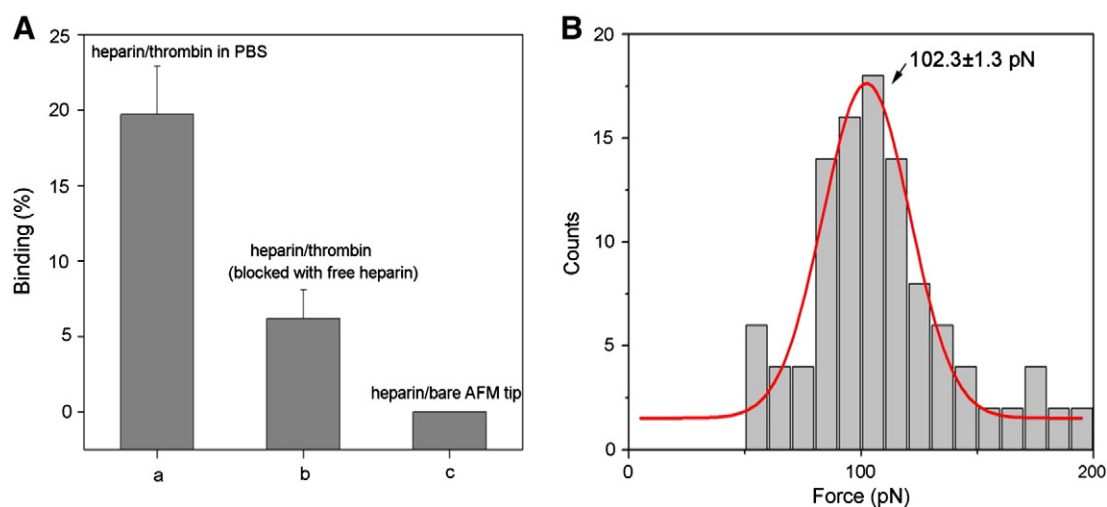 A
25
20
15
10
5
0
Binding (%)
heparin/thrombin in PBS
heparin/thrombin
(blocked with free heparin)
heparin/bare AFM tip
a b c
B
20
15
10
5
0
Counts
102.3±1.3 pN
0 100 200
Force (pN)